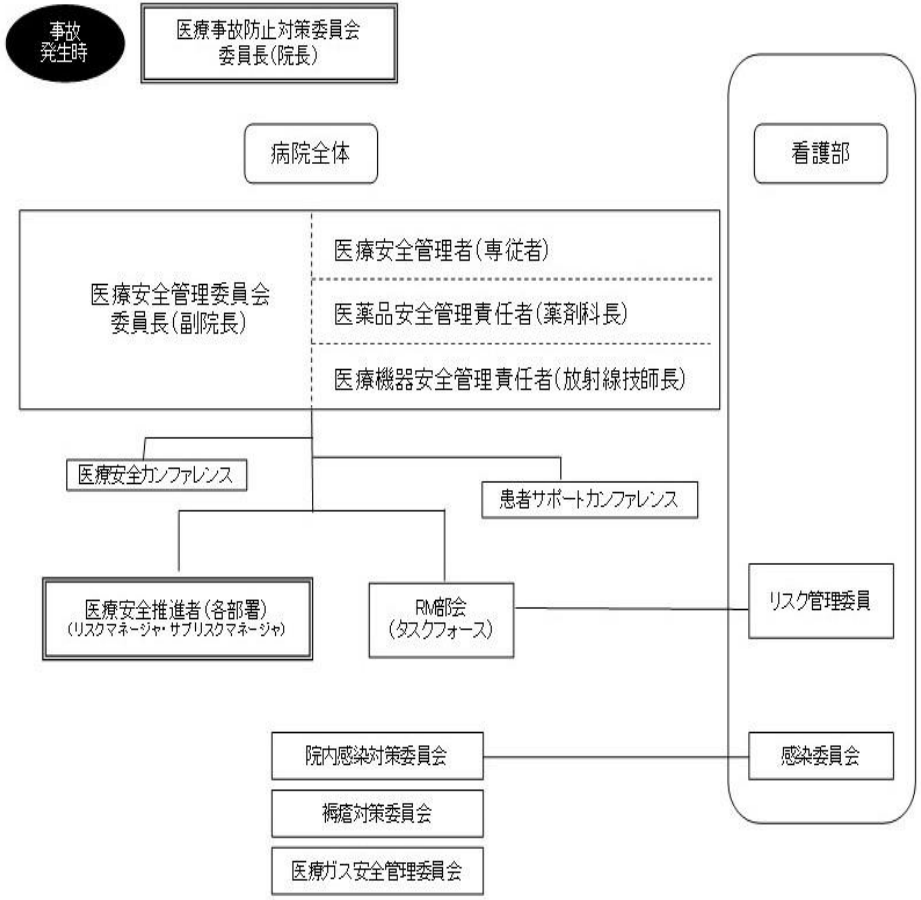 事故
発生時
医療事故防止対策委員会
委員長(院長)
病院全体
看護部
医療安全管理委員会
委員長(副院長)
医療安全管理者(専従者)
医薬品安全管理責任者(薬剤科長)
医療機器安全管理責任者(放射線技師長)
医療安全カンファレンス
患者サポートカンファレンス
医療安全推進者(各部署)
(リスクマネージャ・サブリスクマネージャ)
RM部会
(タスクフォース)
リスク管理委員
院内感染対策委員会
感染委員会
褥瘡対策委員会
医療ガス安全管理委員会